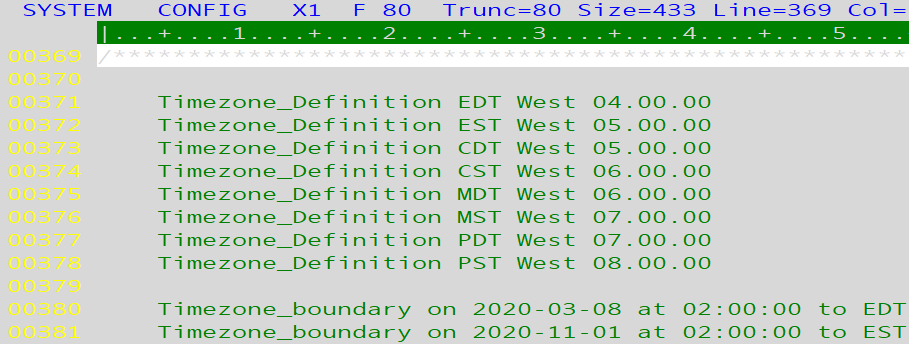 SYSTEM   CONFIG   X1  F 80  Trunc=80 Size=433 Line=369 Col=
|...+....1....+....2....+....3....+....4....+....5....
00369 /*****************************************************
00370
00371     Timezone_Definition EDT West 04.00.00
00372     Timezone_Definition EST West 05.00.00
00373     Timezone_Definition CDT West 05.00.00
00374     Timezone_Definition CST West 06.00.00
00375     Timezone_Definition MDT West 06.00.00
00376     Timezone_Definition MST West 07.00.00
00377     Timezone_Definition PDT West 07.00.00
00378     Timezone_Definition PST West 08.00.00
00379
00380     Timezone_boundary on 2020-03-08 at 02:00:00 to EDT
00381     Timezone_boundary on 2020-11-01 at 02:00:00 to EST